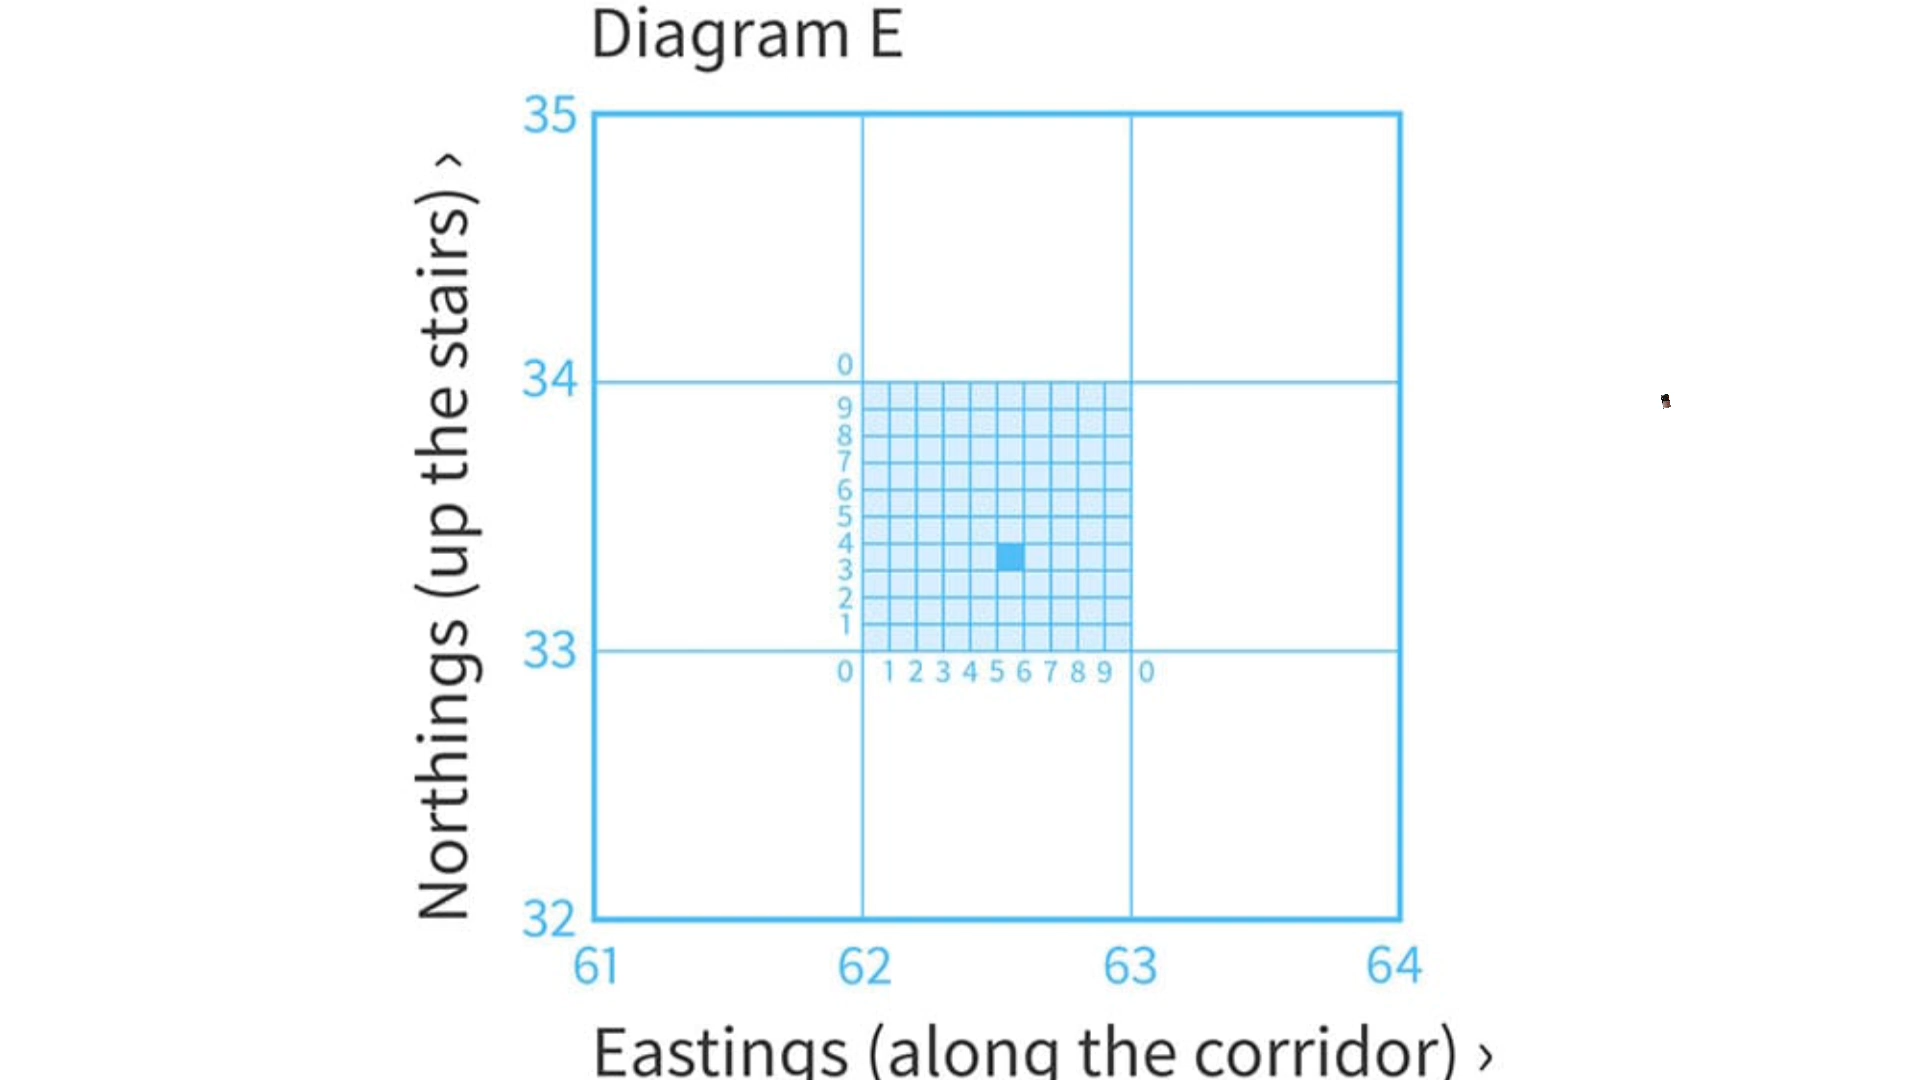 Diagram E
35
34
33
32
Northings (up the stairs) ›
0
9
8
7
6
5
4
3
2
1
0 1 2 3 4 5 6 7 8 9 0
61 62 63 64
Eastings (along the corridor) ›